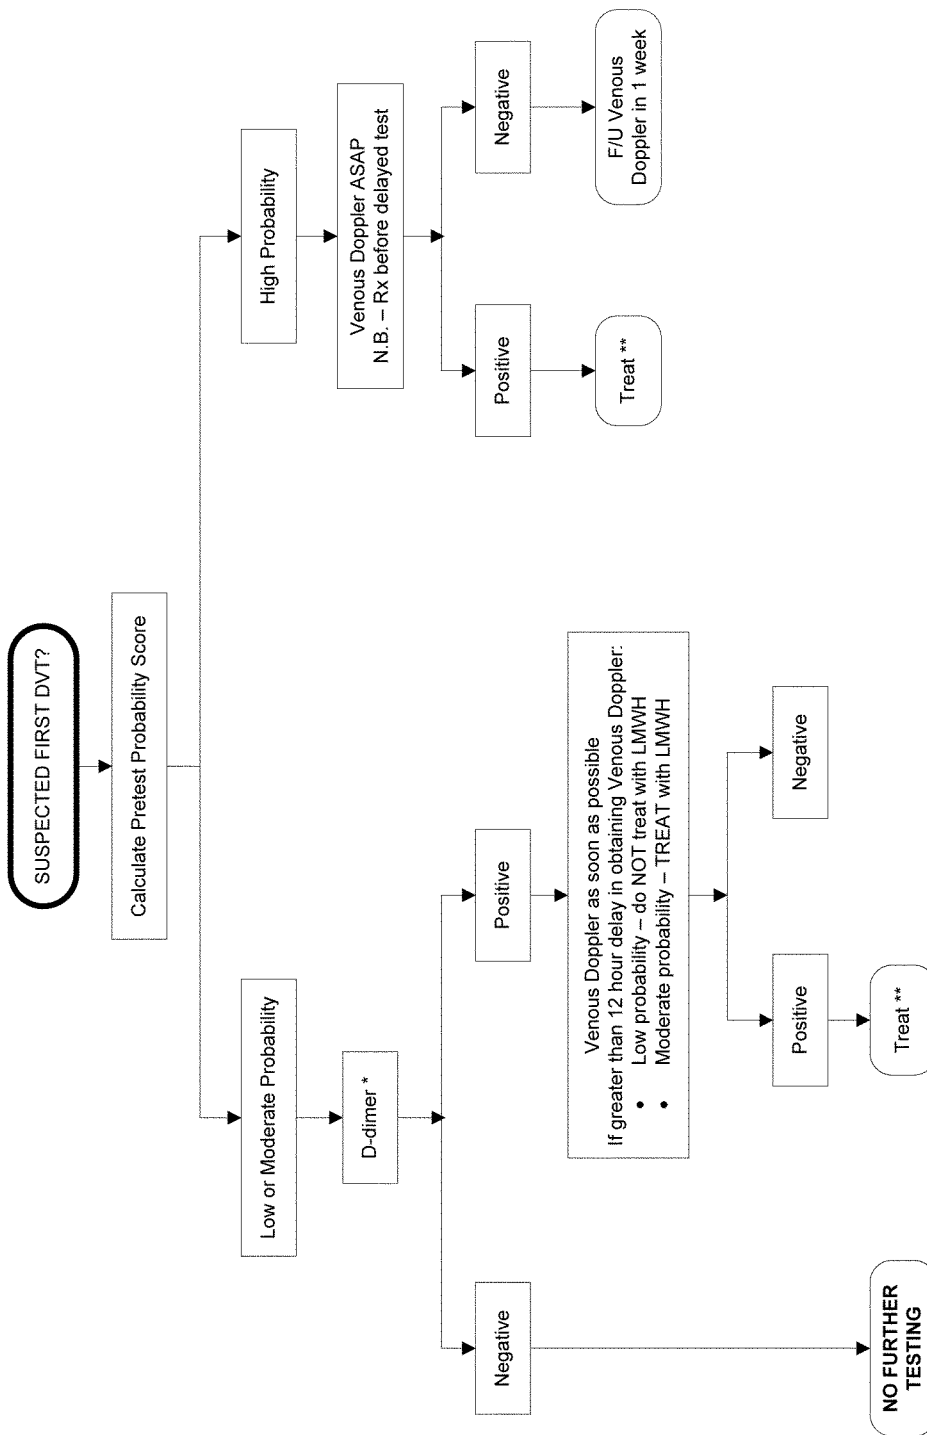 SUSPECTED FIRST DVT?
Calculate Pretest Probability Score
Low or Moderate Probability
High Probability
D-dimer *
Venous Doppler ASAP
N.B. – Rx before delayed test
Negative
Positive
Positive
Negative
Venous Doppler as soon as possible
If greater than 12 hour delay in obtaining Venous Doppler:
• Low probability – do NOT treat with LMWH
• Moderate probability – TREAT with LMWH
Treat **
F/U Venous
Doppler in 1 week
Positive
Negative
NO FURTHER
TESTING
Treat **